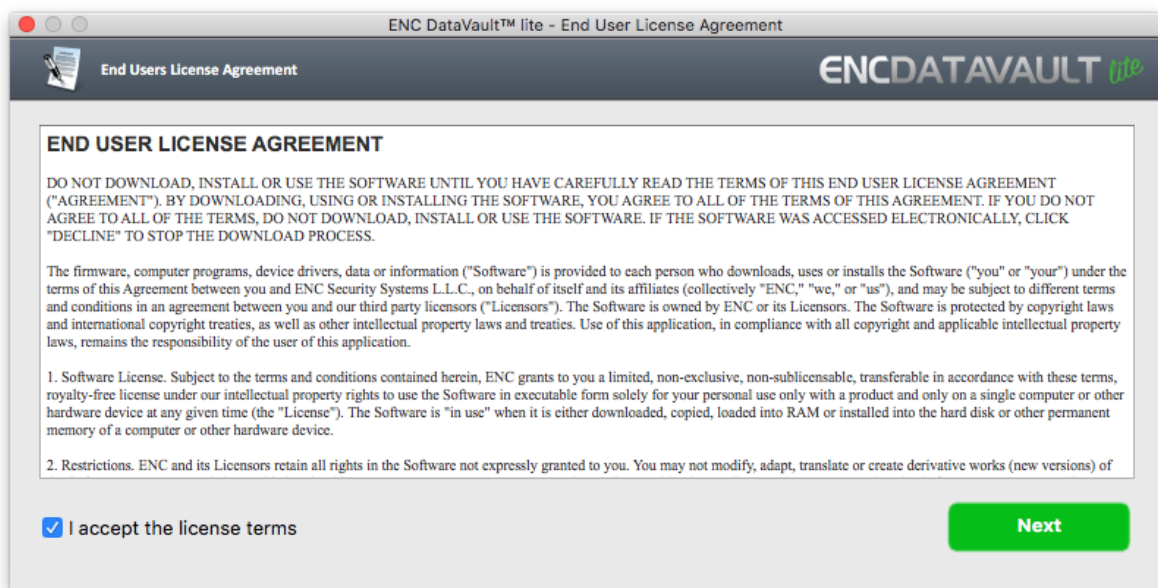 ENC DataVault™ lite - End User License Agreement
End Users License Agreement
ENCDATAVAULT lite
END USER LICENSE AGREEMENT
DO NOT DOWNLOAD, INSTALL OR USE THE SOFTWARE UNTIL YOU HAVE CAREFULLY READ THE TERMS OF THIS END USER LICENSE AGREEMENT
("AGREEMENT"). BY DOWNLOADING, USING OR INSTALLING THE SOFTWARE, YOU AGREE TO ALL OF THE TERMS OF THIS AGREEMENT. IF YOU DO NOT
AGREE TO ALL OF THE TERMS, DO NOT DOWNLOAD, INSTALL OR USE THE SOFTWARE. IF THE SOFTWARE WAS ACCESSED ELECTRONICALLY, CLICK
"DECLINE" TO STOP THE DOWNLOAD PROCESS.
The firmware, computer programs, device drivers, data or information ("Software") is provided to each person who downloads, uses or installs the Software ("you" or "your") under the
terms of this Agreement between you and ENC Security Systems L.L.C., on behalf of itself and its affiliates (collectively "ENC," "we," or "us"), and may be subject to different terms
and conditions in an agreement between you and our third party licensors ("Licensors"). The Software is owned by ENC or its Licensors. The Software is protected by copyright laws
and international copyright treaties, as well as other intellectual property laws and treaties. Use of this application, in compliance with all copyright and applicable intellectual property
laws, remains the responsibility of the user of this application.
1. Software License. Subject to the terms and conditions contained herein, ENC grants to you a limited, non-exclusive, non-sublicensable, transferable in accordance with these terms,
royalty-free license under our intellectual property rights to use the Software in executable form solely for your personal use only with a product and only on a single computer or other
hardware device at any given time (the "License"). The Software is "in use" when it is either downloaded, copied, loaded into RAM or installed into the hard disk or other permanent
memory of a computer or other hardware device.
2. Restrictions. ENC and its Licensors retain all rights in the Software not expressly granted to you. You may not modify, adapt, translate or create derivative works (new versions) of
I accept the license terms
Next